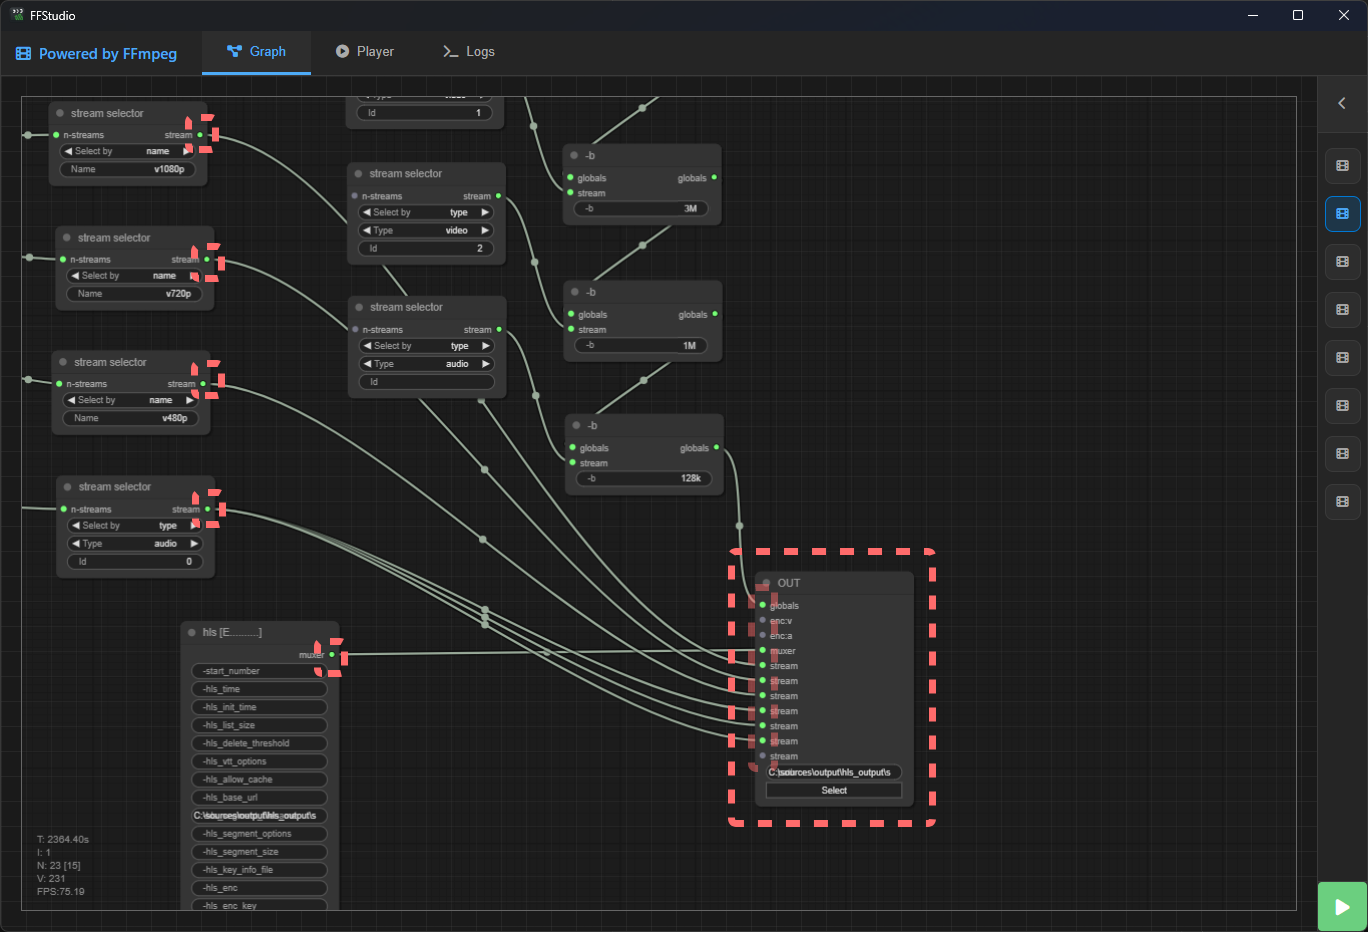 FFStudio
Powered by FFmpeg
Graph
Player
Logs
stream selector
n-streams stream
Select by name
Name v1080p
stream selector
n-streams stream
Select by name
Name v720p
stream selector
n-streams stream
Select by name
Name v480p
stream selector
n-streams stream
Select by type
Type audio
Id 0
hls [E..........]
muxer
-start_number
-hls_time
-hls_init_time
-hls_list_size
-hls_delete_threshold
-hls_vtt_options
-hls_allow_cache
-hls_base_url
C:\sources\output\hls_output\s
-hls_segment_options
-hls_segment_size
-hls_key_info_file
-hls_enc
-hls_enc_key
Id 1
stream selector
n-streams stream
Select by type
Type video
Id 2
stream selector
n-streams stream
Select by type
Type audio
Id
-b
globals globals
stream
-b 3M
-b
globals globals
stream
-b 1M
-b
globals globals
stream
-b 128k
OUT
globals
enc:v
enc:a
muxer
stream
stream
stream
stream
stream
stream
stream
C:\sources\output\hls_output\s
Select
T: 2364.40s
I: 1
N: 23 [15]
V: 231
FPS:75.19